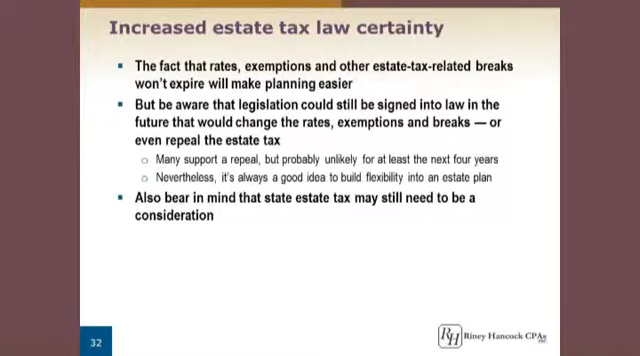 Increased estate tax law certainty
▪ The fact that rates, exemptions and other estate-tax-related breaks
won't expire will make planning easier
▪ But be aware that legislation could still be signed into law in the
future that would change the rates, exemptions and breaks — or
even repeal the estate tax
○ Many support a repeal, but probably unlikely for at least the next four years
○ Nevertheless, it's always a good idea to build flexibility into an estate plan
▪ Also bear in mind that state estate tax may still need to be a
consideration
32
RH Riney Hancock CPAs